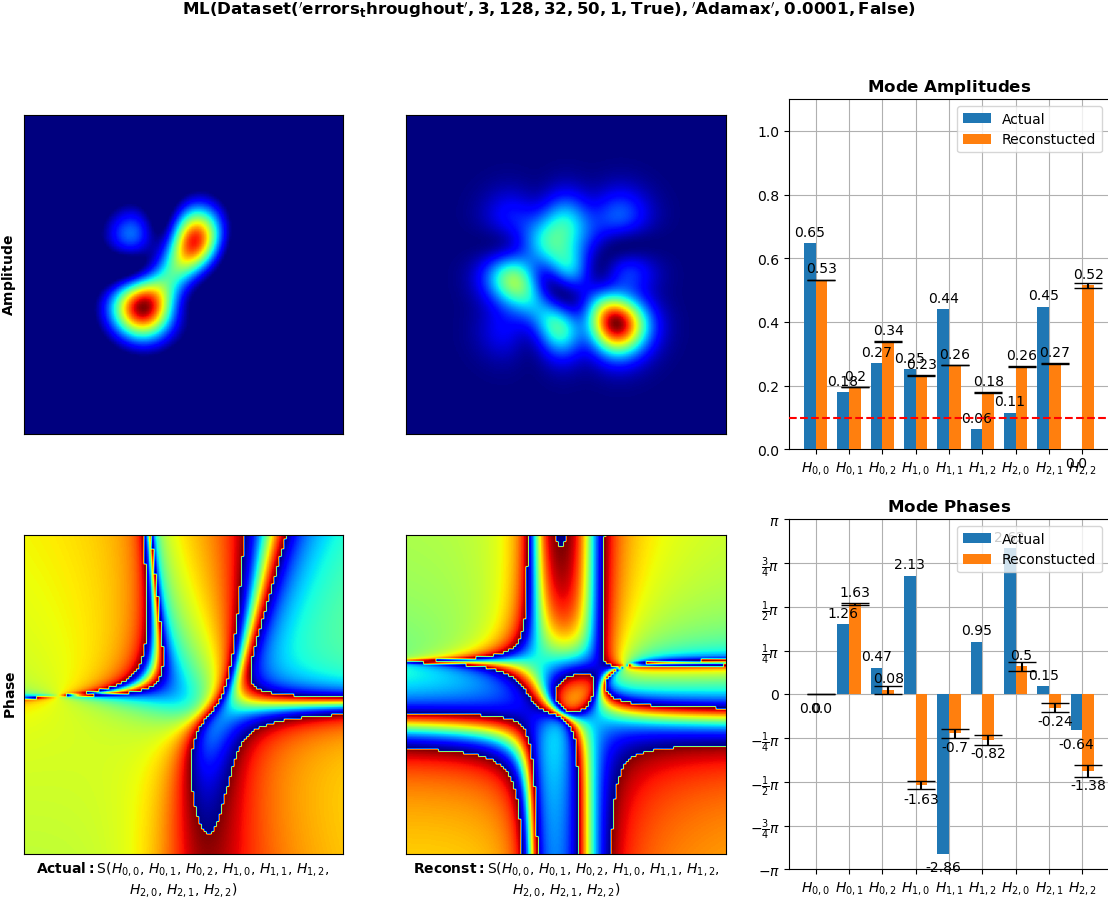 ML(Dataset('errors_throughout', 3, 128, 32, 50, 1, True), 'Adamax', 0.0001, False)
Mode Amplitudes
Actual
Reconstucted
1.0
0.8
0.6
0.4
0.2
0.0
0.65
0.53
0.18
0.2
0.27
0.34
0.25
0.23
0.44
0.26
0.06
0.18
0.11
0.26
0.45
0.27
0.0
0.52
H0,0 H0,1 H0,2 H1,0 H1,1 H1,2 H2,0 H2,1 H2,2
Amplitude
Mode Phases
Actual
Reconstucted
π
3/4π
1/2π
1/4π
0
−1/4π
−1/2π
−3/4π
−π
0.0
0.0
1.26
1.63
0.47
0.08
2.13
-1.63
-2.86
-0.7
0.95
-0.82
0.5
0.15
-0.24
-0.64
-1.38
H0,0 H0,1 H0,2 H1,0 H1,1 H1,2 H2,0 H2,1 H2,2
Phase
Actual: S(H0,0, H0,1, H0,2, H1,0, H1,1, H1,2,
H2,0, H2,1, H2,2)
Reconst: S(H0,0, H0,1, H0,2, H1,0, H1,1, H1,2,
H2,0, H2,1, H2,2)